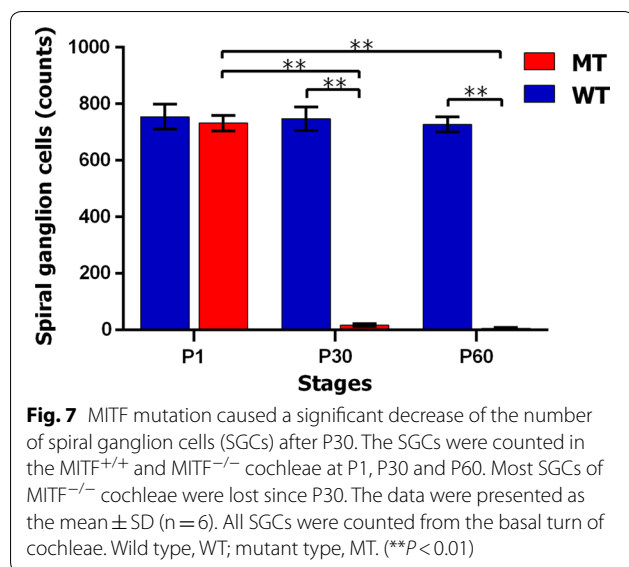 1000
800
600
400
200
0
Spiral ganglion cells (counts)
**
**
**
**
MT
WT
P1 P30 P60
Stages
Fig. 7 MITF mutation caused a significant decrease of the number
of spiral ganglion cells (SGCs) after P30. The SGCs were counted in
the MITF+/+ and MITF−/− cochleae at P1, P30 and P60. Most SGCs of
MITF−/− cochleae were lost since P30. The data were presented as
the mean ± SD (n = 6). All SGCs were counted from the basal turn of
cochleae. Wild type, WT; mutant type, MT. (**P < 0.01)